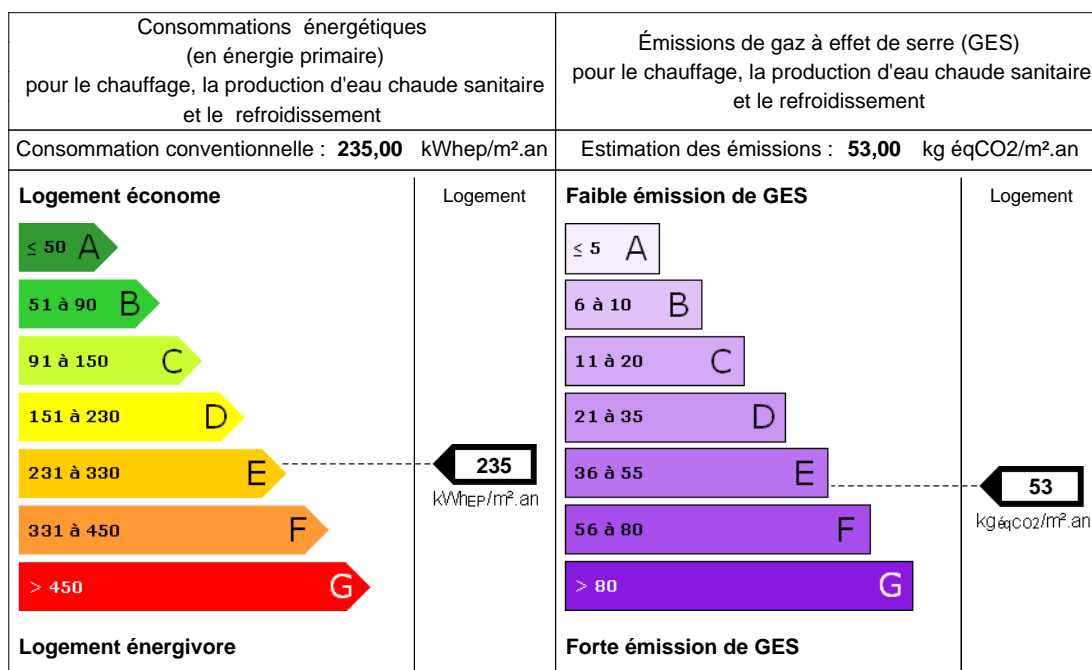 Consommations énergétiques
(en énergie primaire)
pour le chauffage, la production d'eau chaude sanitaire
et le refroidissement
Émissions de gaz à effet de serre (GES)
pour le chauffage, la production d'eau chaude sanitaire
et le refroidissement
Consommation conventionnelle : 235,00 kWhep/m².an
Estimation des émissions : 53,00 kg éqCO2/m².an
Logement économe
Logement
≤ 50 A
51 à 90 B
91 à 150 C
151 à 230 D
231 à 330 E
331 à 450 F
> 450 G
235
kWhEP/m².an
Logement énergivore
Faible émission de GES
Logement
≤ 5 A
6 à 10 B
11 à 20 C
21 à 35 D
36 à 55 E
56 à 80 F
> 80 G
53
kgéqCO2/m².an
Forte émission de GES